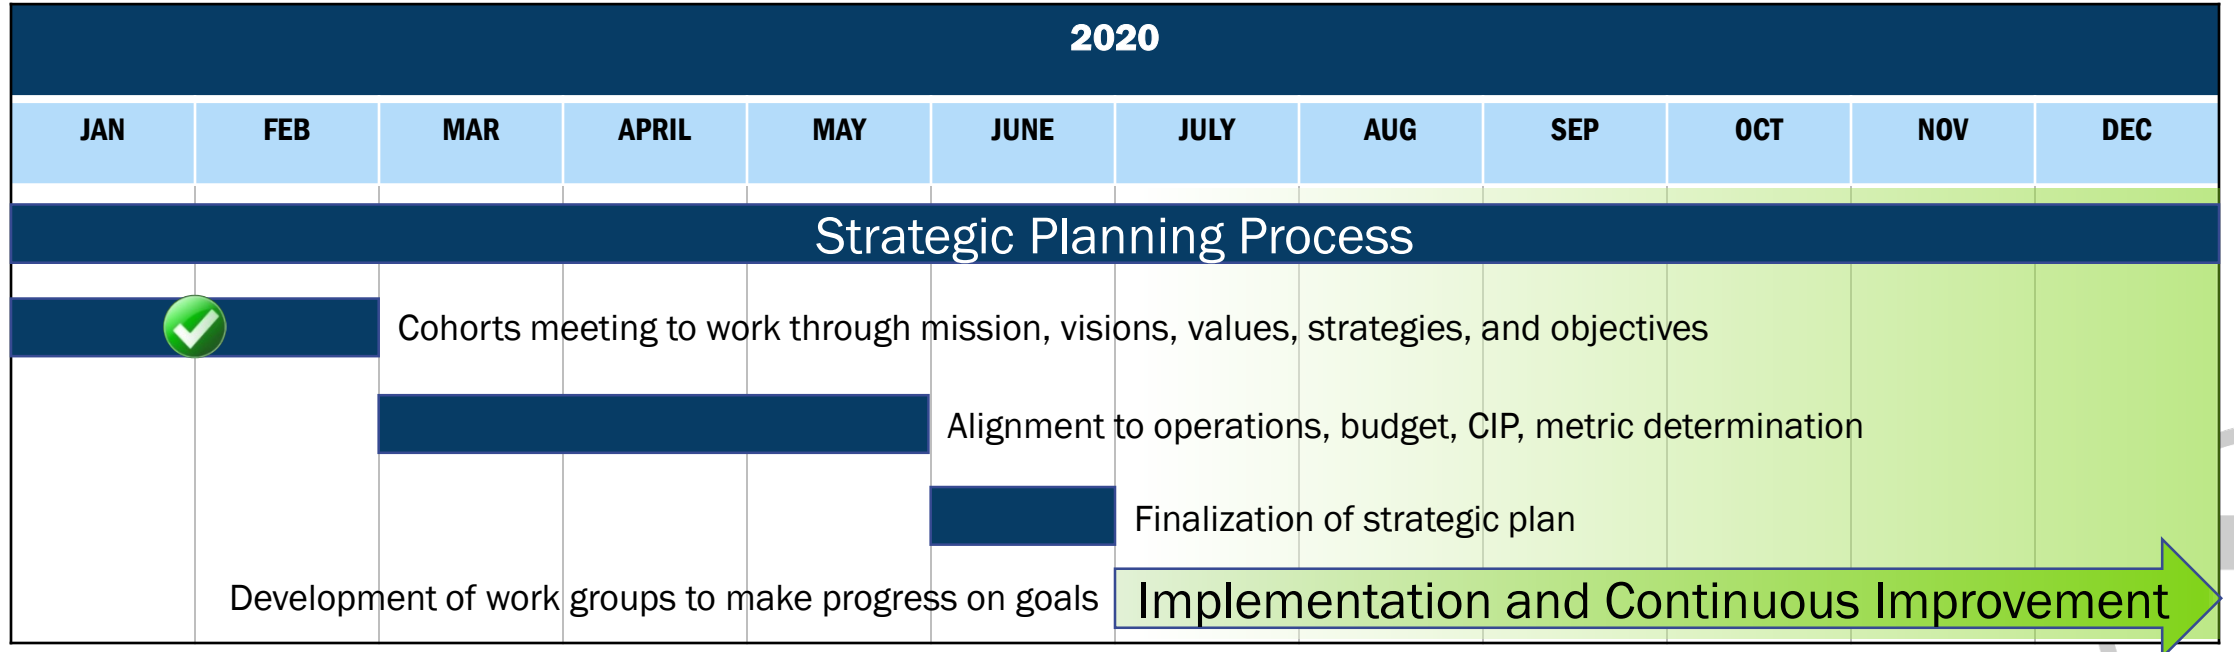 2020
JAN FEB MAR APRIL MAY JUNE JULY AUG SEP OCT NOV DEC
Strategic Planning Process
Cohorts meeting to work through mission, visions, values, strategies, and objectives
Alignment to operations, budget, CIP, metric determination
Finalization of strategic plan
Development of work groups to make progress on goals Implementation and Continuous Improvement